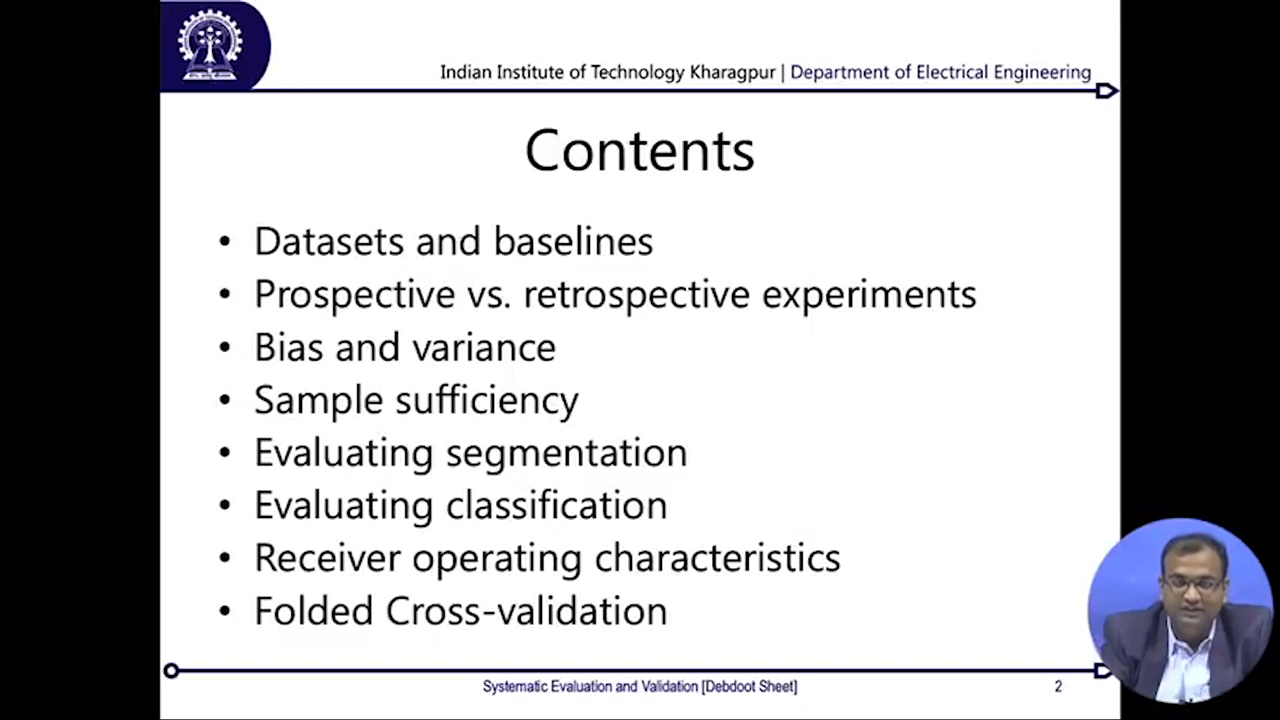 Indian Institute of Technology Kharagpur | Department of Electrical Engineering
Contents
• Datasets and baselines
• Prospective vs. retrospective experiments
• Bias and variance
• Sample sufficiency
• Evaluating segmentation
• Evaluating classification
• Receiver operating characteristics
• Folded Cross-validation
Systematic Evaluation and Validation [Debdoot Sheet]
2